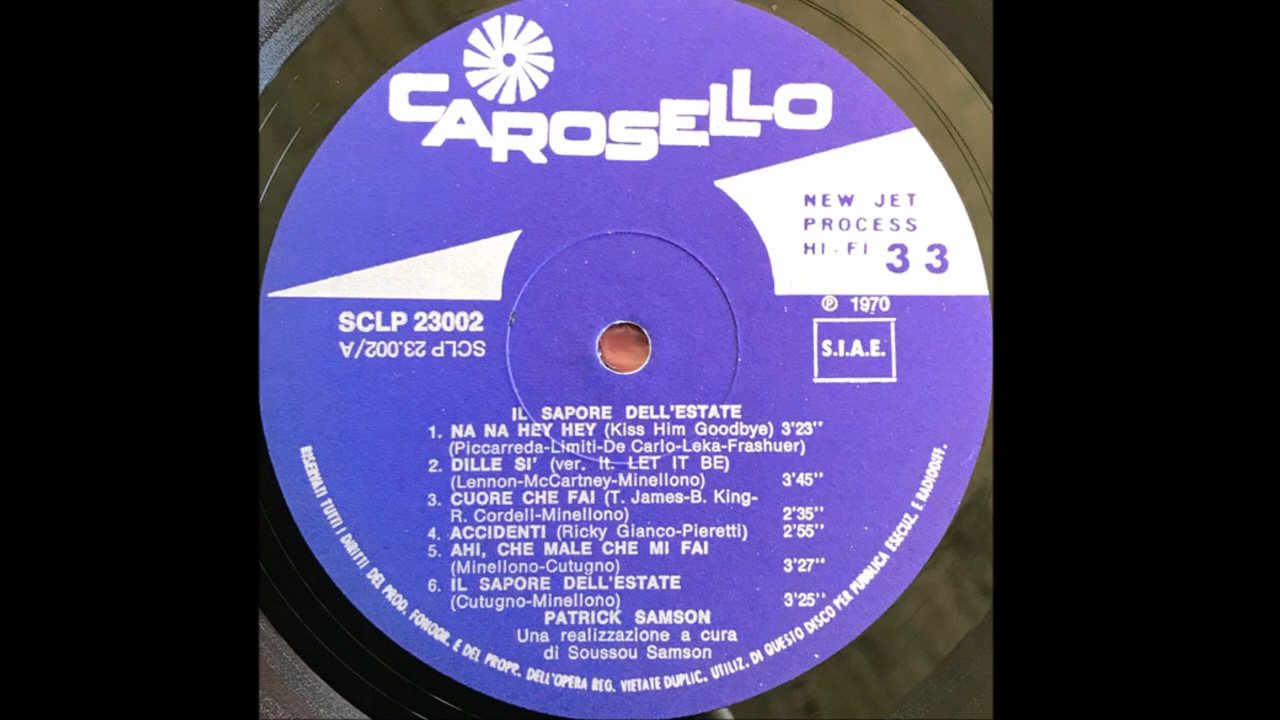 CAROSELLO
NEW JET
PROCESS
HI-FI 33
℗ 1970
S.I.A.E.
SCLP 23002
SCLP 23.002/A
IL SAPORE DELL'ESTATE
1. NA NA HEY HEY (Kiss Him Goodbye) 3'23''
(Piccarreda-Limiti-De Carlo-Leka-Frashuer)
2. DILLE SI' (ver. it. LET IT BE)
(Lennon-McCartney-Minellono) 3'45''
3. CUORE CHE FAI (T. James-B. King-
R. Cordell-Minellono) 2'35''
4. ACCIDENTI (Ricky Gianco-Pieretti) 2'55''
5. AHI, CHE MALE CHE MI FAI
(Minellono-Cutugno) 3'27''
6. IL SAPORE DELL'ESTATE
(Cutugno-Minellono) 3'25''
PATRICK SAMSON
Una realizzazione a cura
di Soussou Samson
RISERVATI TUTTI I DIRITTI DEL PROD. FONOGR. E DEL PROPR. DELL'OPERA REG. VIETATE DUPLIC. UTILIZ. DI QUESTO DISCO PER PUBBLICA ESECUZ. E RADIODIFF.